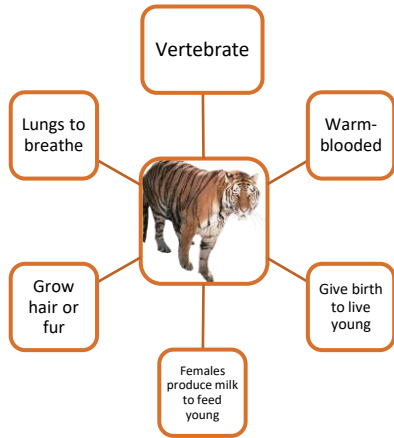 Vertebrate
Lungs to
breathe
Warm-
blooded
Grow
hair or
fur
Give birth
to live
young
Females
produce milk
to feed
young